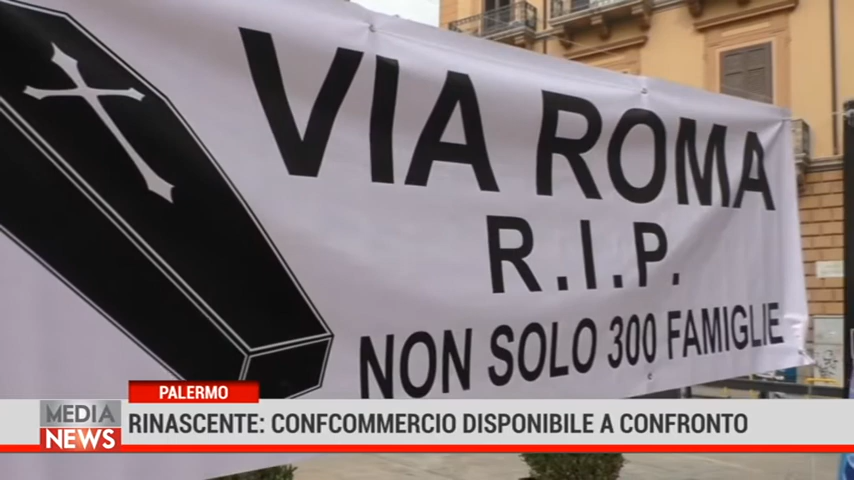 VIA ROMA
R.I.P.
NON SOLO 300 FAMIGLIE
PALERMO
MEDIA
NEWS
RINASCENTE: CONFCOMMERCIO DISPONIBILE A CONFRONTO